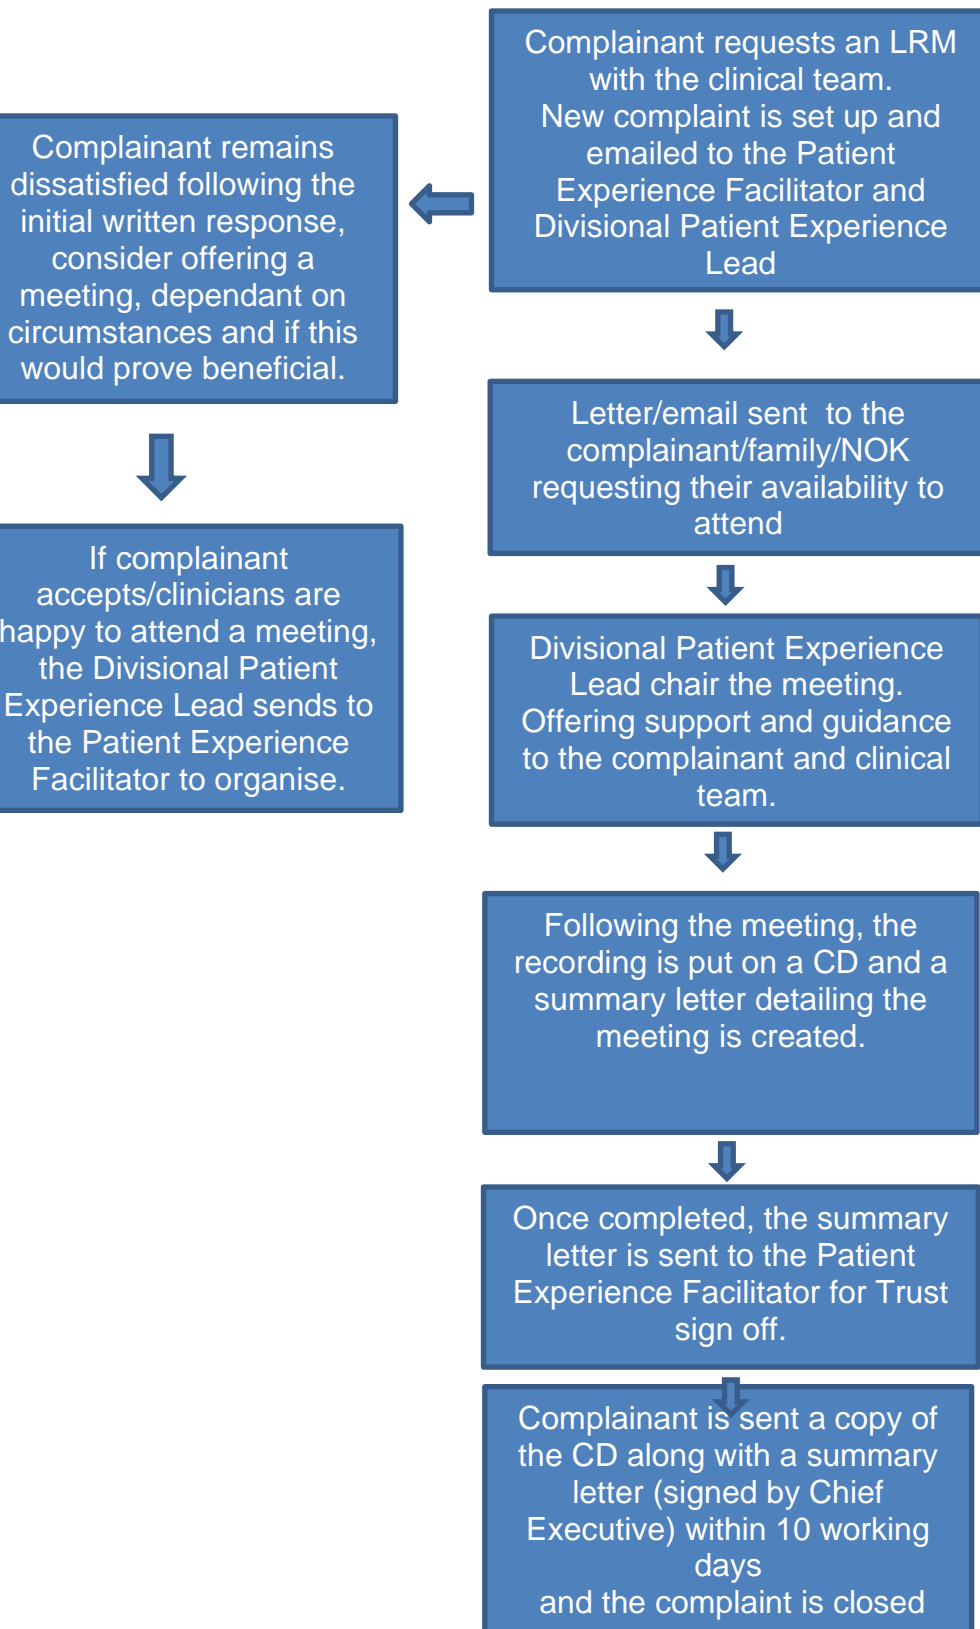 Complainant requests an LRM
with the clinical team.
New complaint is set up and
emailed to the Patient
Experience Facilitator and
Divisional Patient Experience
Lead
Complainant remains
dissatisfied following the
initial written response,
consider offering a
meeting, dependant on
circumstances and if this
would prove beneficial.
If complainant
accepts/clinicians are
happy to attend a meeting,
the Divisional Patient
Experience Lead sends to
the Patient Experience
Facilitator to organise.
Letter/email sent to the
complainant/family/NOK
requesting their availability to
attend
Divisional Patient Experience
Lead chair the meeting.
Offering support and guidance
to the complainant and clinical
team.
Following the meeting, the
recording is put on a CD and a
summary letter detailing the
meeting is created.
Once completed, the summary
letter is sent to the Patient
Experience Facilitator for Trust
sign off.
Complainant is sent a copy of
the CD along with a summary
letter (signed by Chief
Executive) within 10 working
days
and the complaint is closed